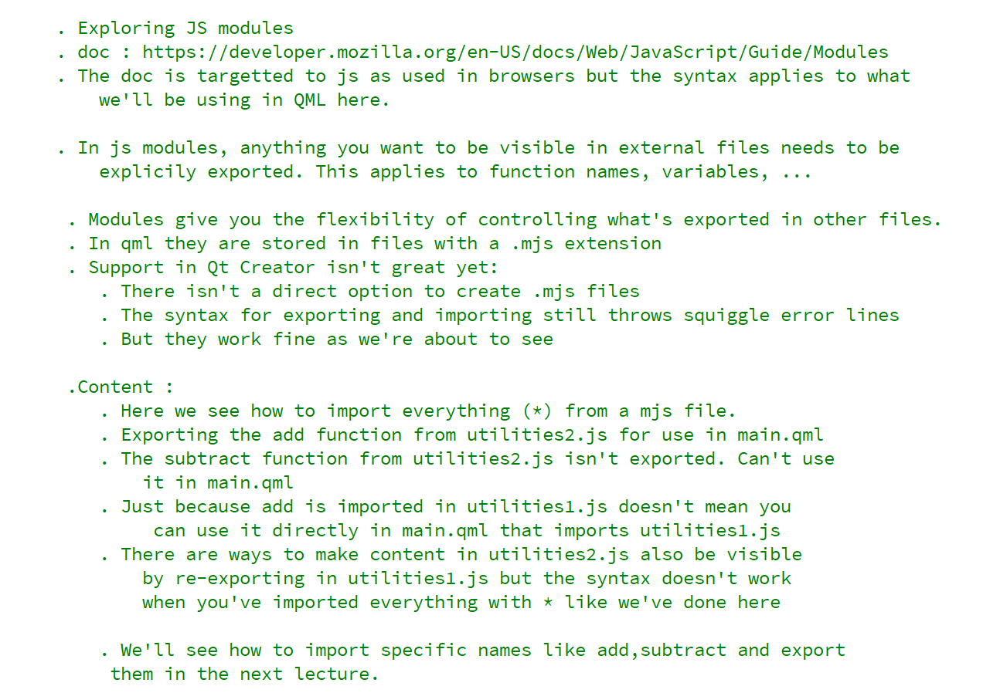 . Exploring JS modules
. doc : https://developer.mozilla.org/en-US/docs/Web/JavaScript/Guide/Modules
. The doc is targetted to js as used in browsers but the syntax applies to what
we'll be using in QML here.
. In js modules, anything you want to be visible in external files needs to be
explicily exported. This applies to function names, variables, ...
. Modules give you the flexibility of controlling what's exported in other files.
. In qml they are stored in files with a .mjs extension
. Support in Qt Creator isn't great yet:
. There isn't a direct option to create .mjs files
. The syntax for exporting and importing still throws squiggle error lines
. But they work fine as we're about to see
.Content :
. Here we see how to import everything (*) from a mjs file.
. Exporting the add function from utilities2.js for use in main.qml
. The subtract function from utilities2.js isn't exported. Can't use
it in main.qml
. Just because add is imported in utilities1.js doesn't mean you
can use it directly in main.qml that imports utilities1.js
. There are ways to make content in utilities2.js also be visible
by re-exporting in utilities1.js but the syntax doesn't work
when you've imported everything with * like we've done here
. We'll see how to import specific names like add,subtract and export
them in the next lecture.